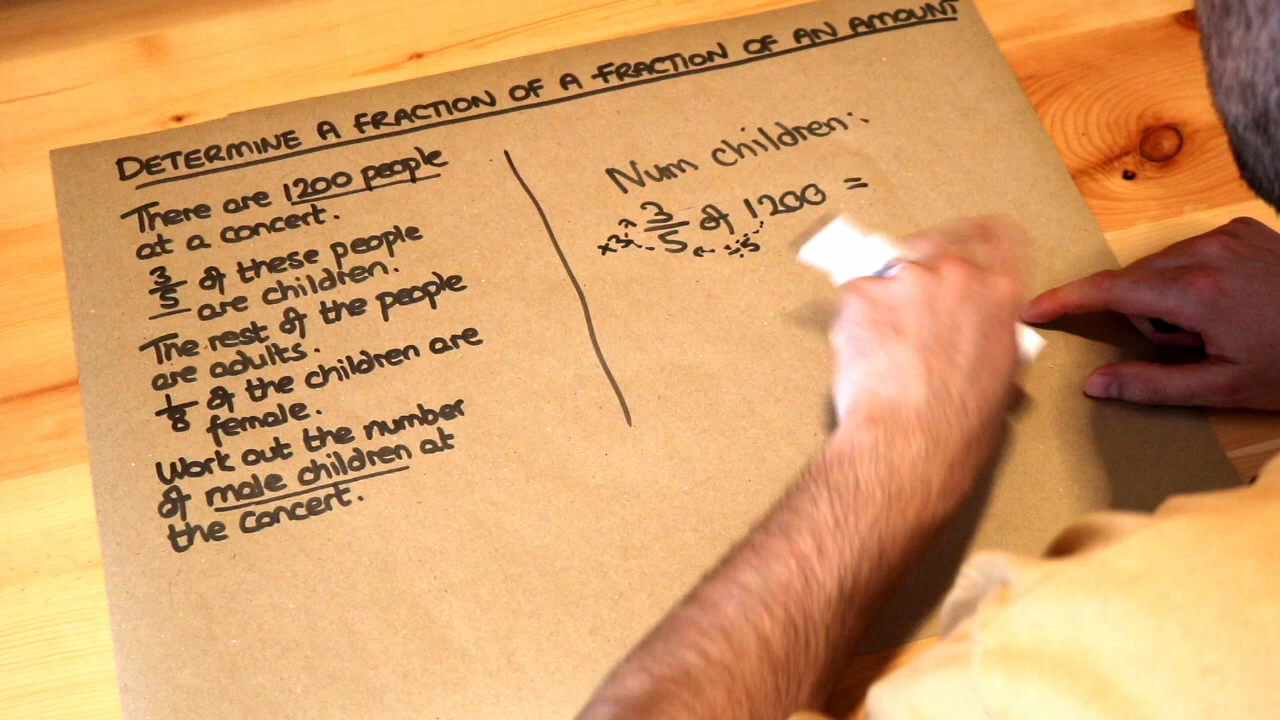 DETERMINE A FRACTION OF A FRACTION OF AN AMOUNT
There are 1200 people
at a concert.
3/5 of these people
are children.
The rest of the people
are adults.
1/8 of the children are
female.
Work out the number
of male children at
the concert.
Num children:
3/5 of 1200 =
×3 ÷5